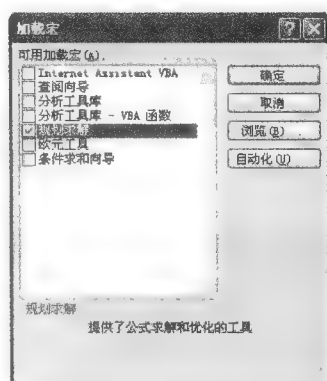 加载宏
可用加载宏(A):
Internet Assistant VBA
查阅向导
分析工具库
分析工具库 - VBA 函数
规划求解
欧元工具
条件求和向导
确定
取消
浏览(B)
自动化(U)
规划求解
提供了公式求解和优化的工具